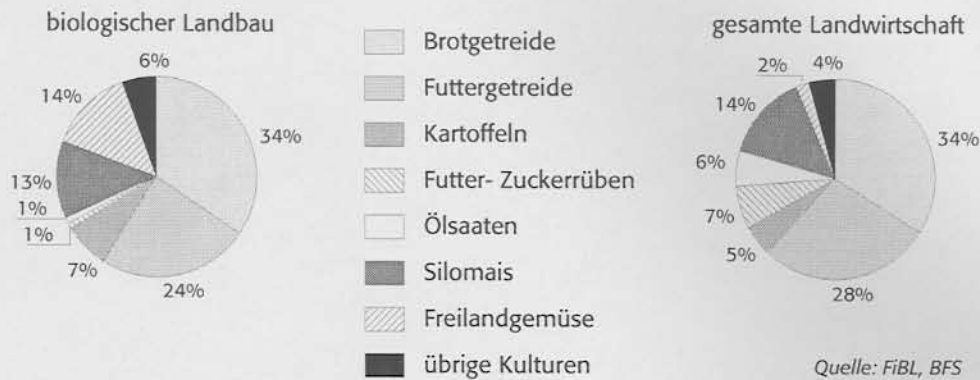 biologischer Landbau
6%
14%
34%
13%
1%
1%
7%
24%
Brotgetreide
Futtergetreide
Kartoffeln
Futter- Zuckerrüben
Ölsaaten
Silomais
Freilandgemüse
übrige Kulturen
gesamte Landwirtschaft
2%
4%
14%
34%
6%
7%
5%
28%
Quelle: FiBL, BFS